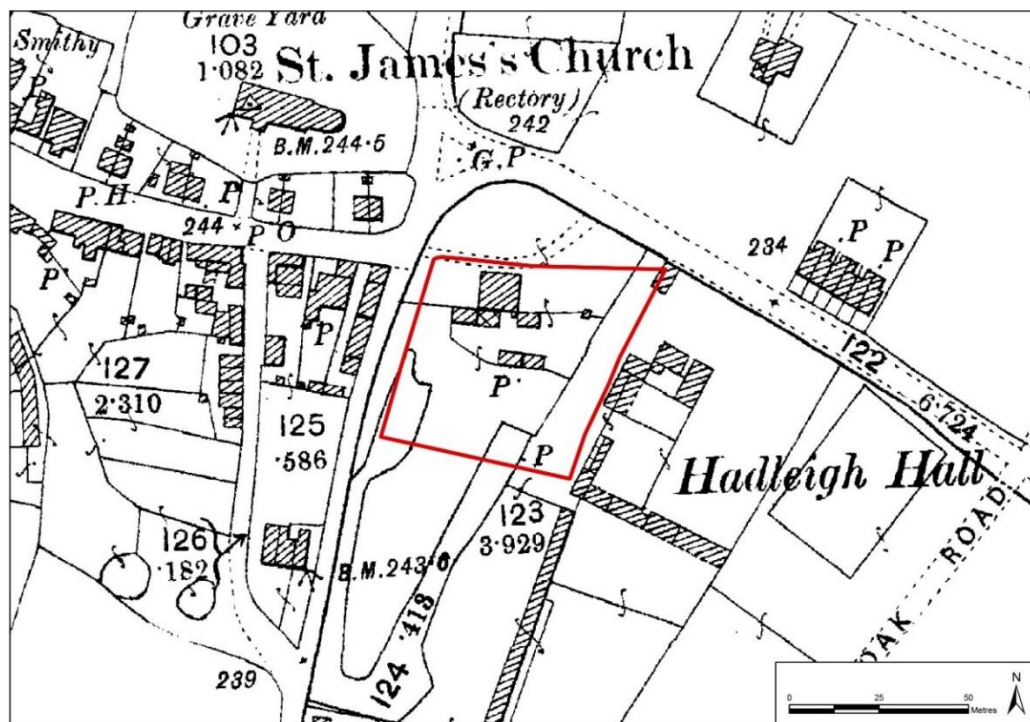 Grave Yard
Smithy
103
1·082
St. James's Church
(Rectory)
242
P
B.M. 244·5
G.P
P.H.
P
244
P O
234
P
P
P
P
127
2·310
125
·586
P
122
6·724
Hadleigh Hall
P
123
3·929
126
·182
B.M. 243·6
·413
124
OAK ROAD
239
N
0 25 50
Metres